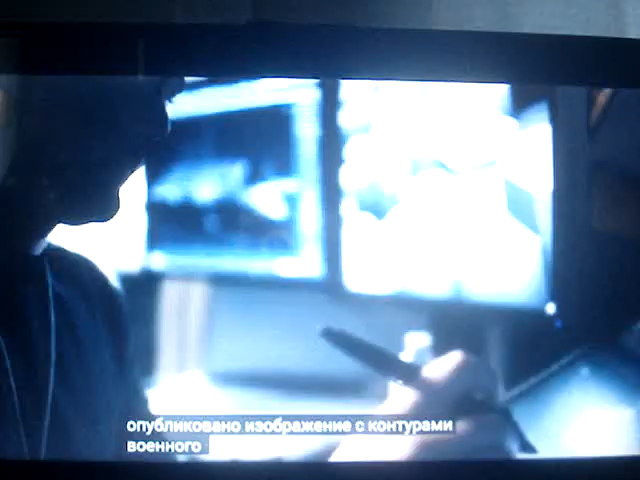 опубликовано изображение с контурами
военного